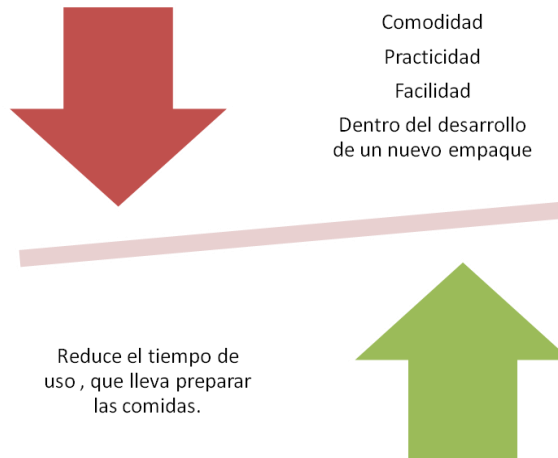 Comodidad
Practicidad
Facilidad
Dentro del desarrollo
de un nuevo empaque
Reduce el tiempo de
uso , que lleva preparar
las comidas.